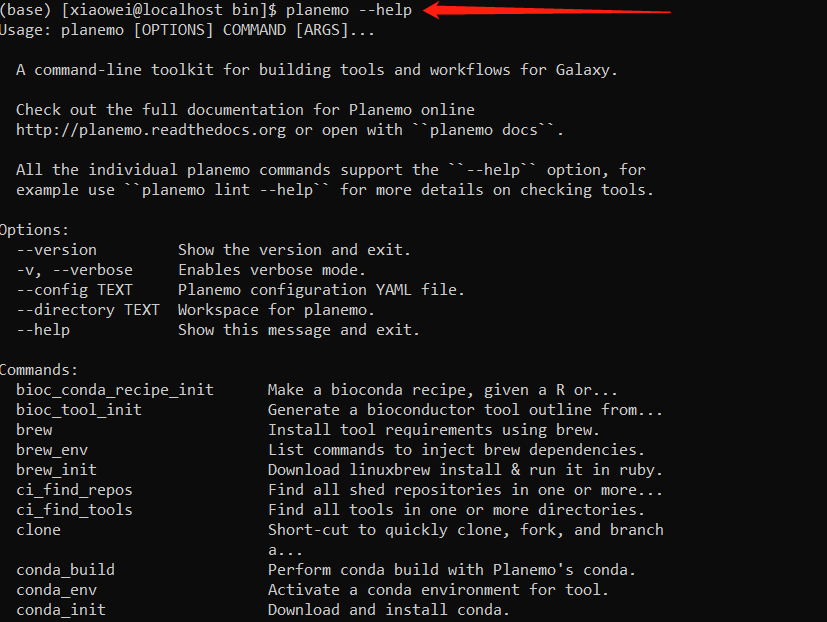 (base) [xiaowei@localhost bin]$ planemo --help
Usage: planemo [OPTIONS] COMMAND [ARGS]...
A command-line toolkit for building tools and workflows for Galaxy.
Check out the full documentation for Planemo online
http://planemo.readthedocs.org or open with ``planemo docs``.
All the individual planemo commands support the ``--help`` option, for
example use ``planemo lint --help`` for more details on checking tools.
Options:
--version Show the version and exit.
-v, --verbose Enables verbose mode.
--config TEXT Planemo configuration YAML file.
--directory TEXT Workspace for planemo.
--help Show this message and exit.
Commands:
bioc_conda_recipe_init Make a bioconda recipe, given a R or...
bioc_tool_init Generate a bioconductor tool outline from...
brew Install tool requirements using brew.
brew_env List commands to inject brew dependencies.
brew_init Download linuxbrew install & run it in ruby.
ci_find_repos Find all shed repositories in one or more...
ci_find_tools Find all tools in one or more directories.
clone Short-cut to quickly clone, fork, and branch
a...
conda_build Perform conda build with Planemo's conda.
conda_env Activate a conda environment for tool.
conda_init Download and install conda.